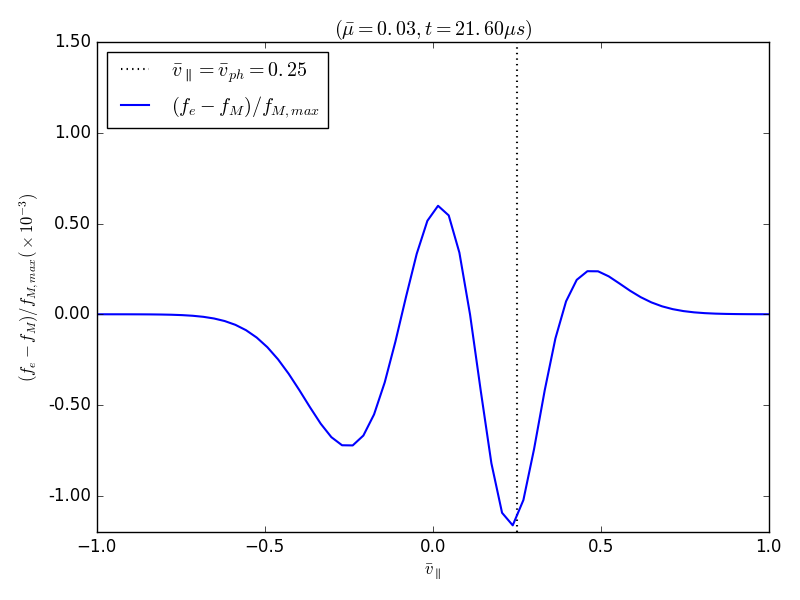 (μ̄ = 0.03, t = 21.60μs)
v̄∥ = v̄ph = 0.25
(fe − fM)/fM,max
(fe − fM)/fM,max(×10⁻³)
1.50
1.00
0.50
0.00
-0.50
-1.00
−1.0 −0.5 0.0 0.5 1.0
v̄∥